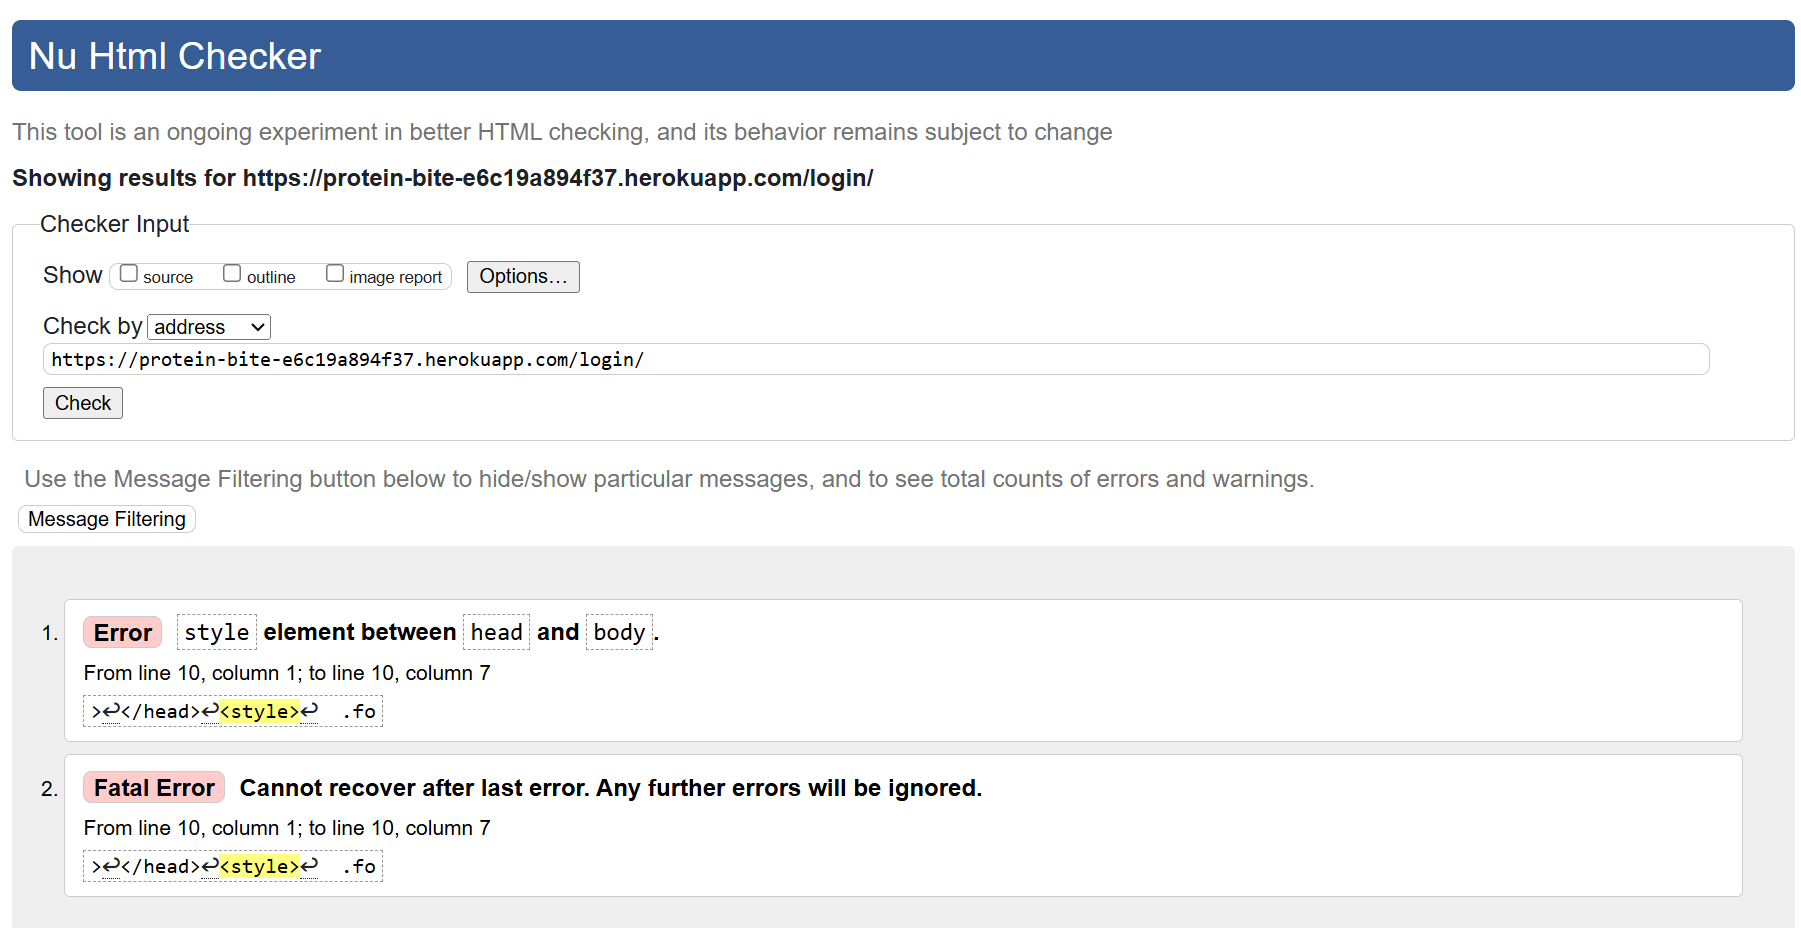 Nu Html Checker
This tool is an ongoing experiment in better HTML checking, and its behavior remains subject to change
Showing results for https://protein-bite-e6c19a894f37.herokuapp.com/login/
Checker Input
Show source outline image report Options...
Check by address
https://protein-bite-e6c19a894f37.herokuapp.com/login/
Check
Use the Message Filtering button below to hide/show particular messages, and to see total counts of errors and warnings.
Message Filtering
1. Error style element between head and body.
From line 10, column 1; to line 10, column 7
>↩</head>↩<style>↩  .fo
2. Fatal Error Cannot recover after last error. Any further errors will be ignored.
From line 10, column 1; to line 10, column 7
>↩</head>↩<style>↩  .fo